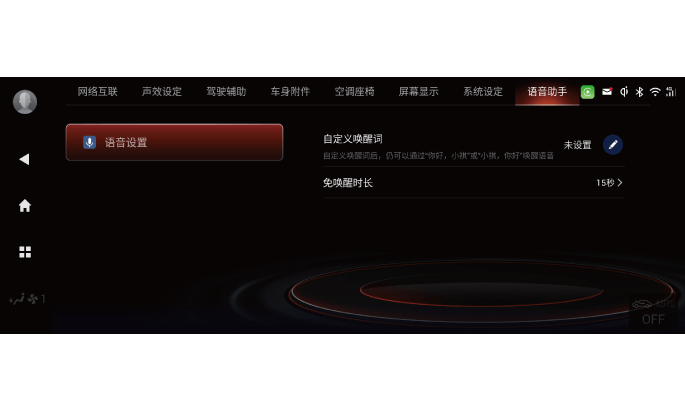 网络互联 声效设定 驾驶辅助 车身附件 空调座椅 屏幕显示 系统设定 语音助手
语音设置
自定义唤醒词
未设置
自定义唤醒词后，仍可以通过“你好，小祺”或“小祺，你好”唤醒语音
免唤醒时长
15秒
1
OFF